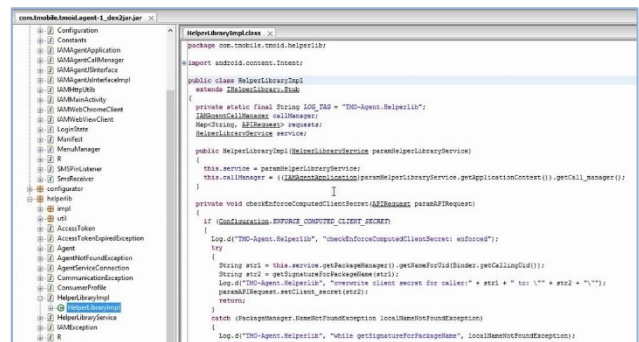 com.tmobile.tmoid.agent-1_dex2jar.jar
Configuration
Constants
IAMAgentApplication
IAMAgentCallManager
IAMAgentJSInterface
IAMAgentJsInterfaceImpl
IAMHttpUtils
IAMMainActivity
IAMWebChromeClient
IAMWebViewClient
LoginState
Manifest
MenuManager
R
SMSPinListener
SmsReceiver
configurator
helperlib
impl
util
AccessToken
AccessTokenExpiredException
Agent
AgentNotFoundException
AgentServiceConnection
CommunicationException
ConsumerProfile
HelperLibraryImpl
HelperLibraryImpl
HelperLibraryService
IAMException
R
HelperLibraryImpl.class
package com.tmobile.tmoid.helperlib;
import android.content.Intent;
public class HelperLibraryImpl
extends IHelperLibrary.Stub
{
private static final String LOG_TAG = "TMO-Agent.Helperlib";
IAMAgentCallManager callManager;
Map<String, APIRequest> requests;
HelperLibraryService service;
public HelperLibraryImpl(HelperLibraryService paramHelperLibraryService)
{
this.service = paramHelperLibraryService;
this.callManager = ((IAMAgentApplication)paramHelperLibraryService.getApplicationContext()).getCall_manager();
}
private void checkEnforceComputedClientSecret(APIRequest paramAPIRequest)
{
if (Configuration.ENFORCE_COMPUTED_CLIENT_SECRET)
{
Log.d("TMO-Agent.Helperlib", "checkEnforceComputedClientSecret: enforced");
try
{
String str1 = this.service.getPackageManager().getNameForUid(Binder.getCallingUid());
String str2 = getSignatureForPackageName(str1);
Log.d("TMO-Agent.Helperlib", "overwrite client secret for caller:" + str1 + " to: \"" + str2 + "\"");
paramAPIRequest.setClient_secret(str2);
return;
}
catch (PackageManager.NameNotFoundException localNameNotFoundException)
{
Log.d("TMO-Agent.Helperlib", "while getSignatureForPackageName", localNameNotFoundException);